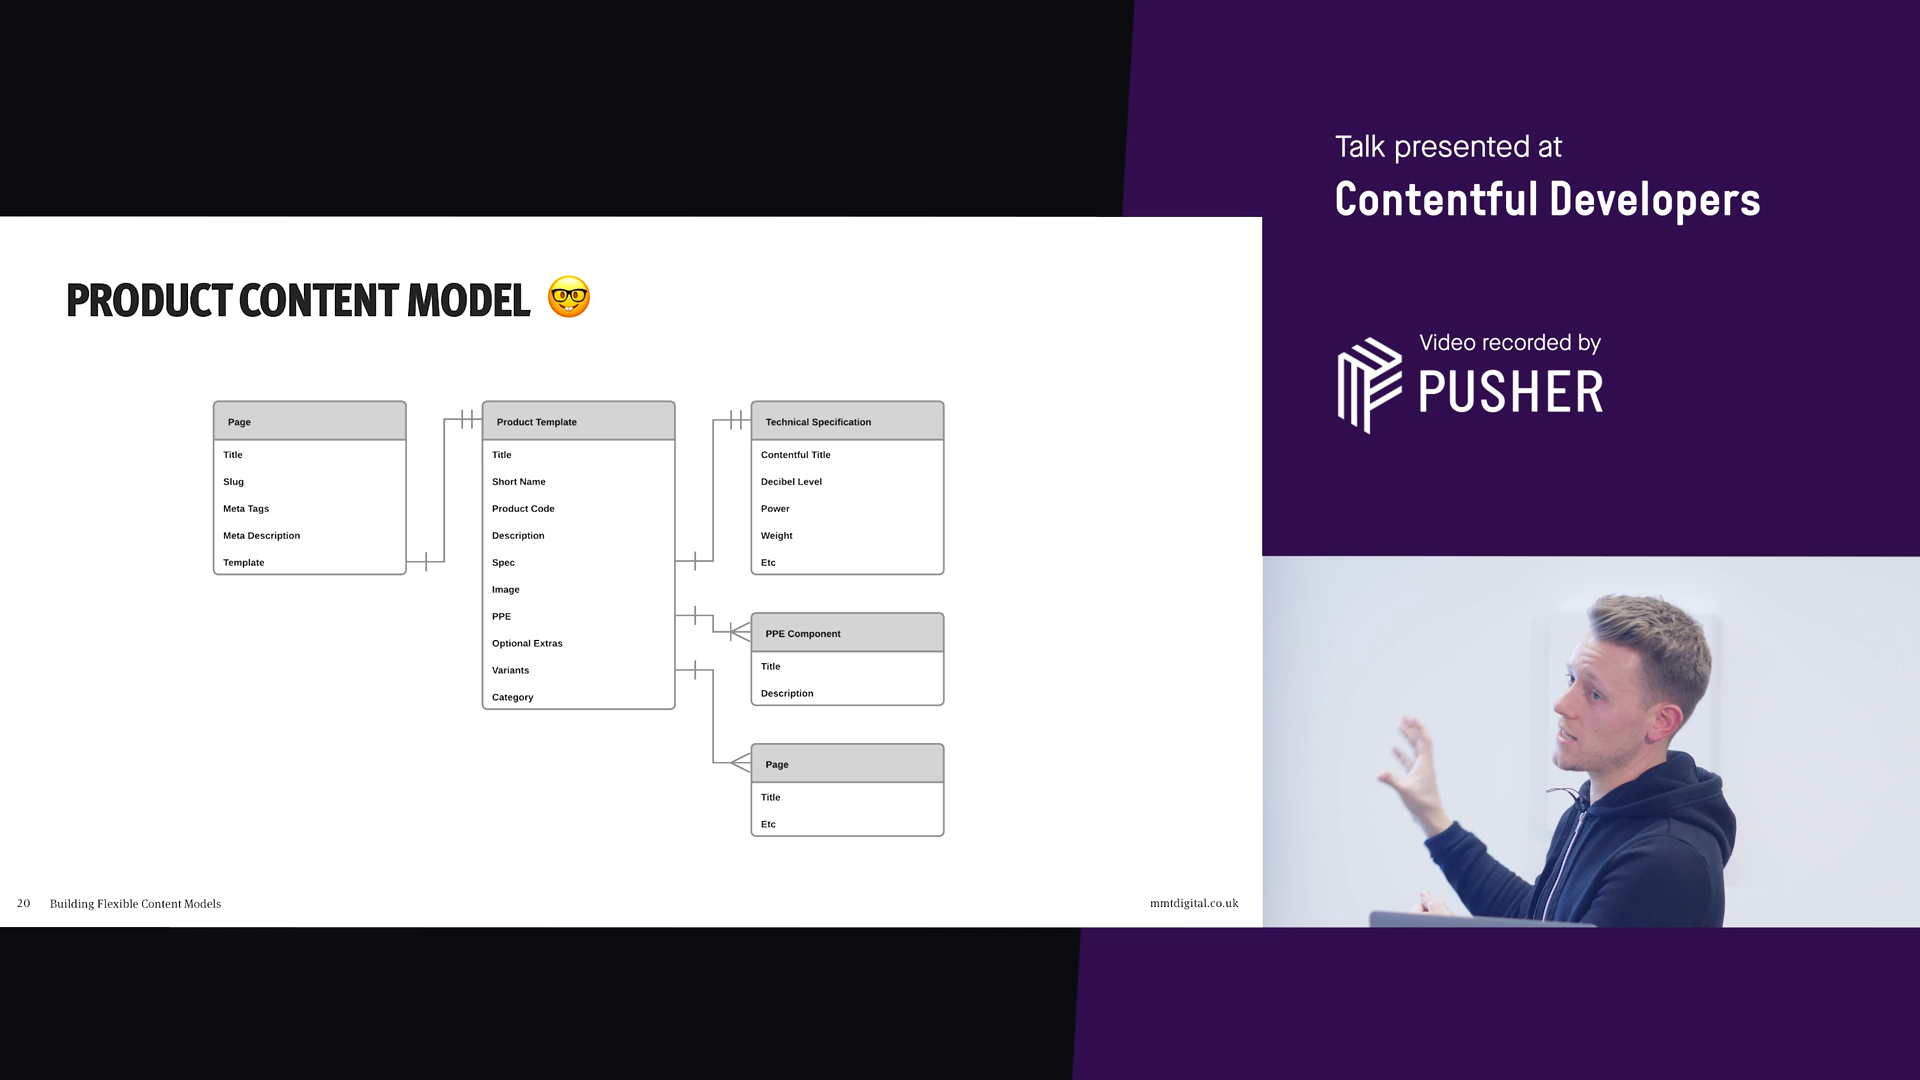 Talk presented at
Contentful Developers
Video recorded by
PUSHER
PRODUCT CONTENT MODEL
Page
Title
Slug
Meta Tags
Meta Description
Template
Product Template
Title
Short Name
Product Code
Description
Spec
Image
PPE
Optional Extras
Variants
Category
Technical Specification
Contentful Title
Decibel Level
Power
Weight
Etc
PPE Component
Title
Description
Page
Title
Etc
20 Building Flexible Content Models
mmtdigital.co.uk